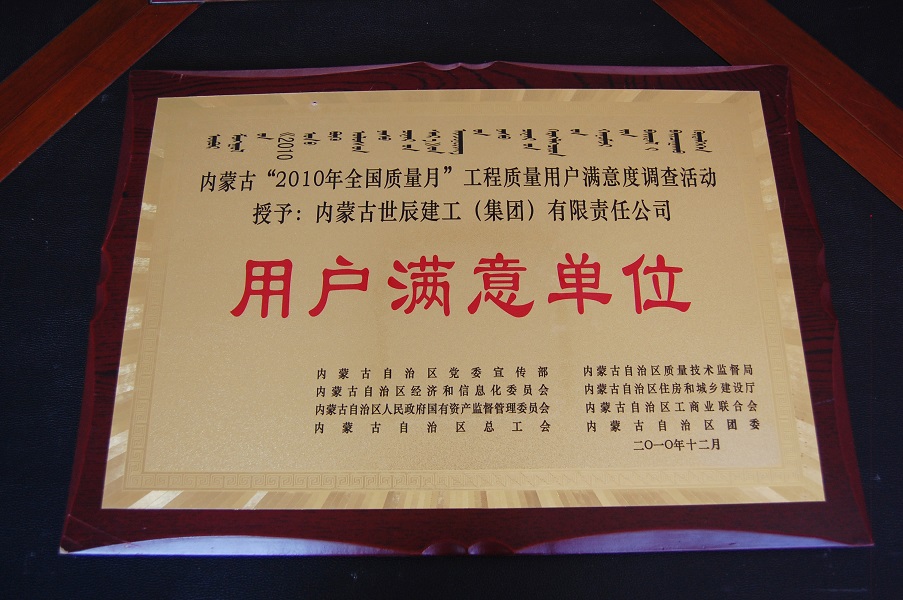 《2010
内蒙古“2010年全国质量月”工程质量用户满意度调查活动
授予：内蒙古世辰建工（集团）有限责任公司
用户满意单位
内蒙古自治区党委宣传部
内蒙古自治区经济和信息化委员会
内蒙古自治区人民政府国有资产监督管理委员会
内蒙古自治区总工会
内蒙古自治区质量技术监督局
内蒙古自治区住房和城乡建设厅
内蒙古自治区工商业联合会
内蒙古自治区团委
二〇一〇年十二月